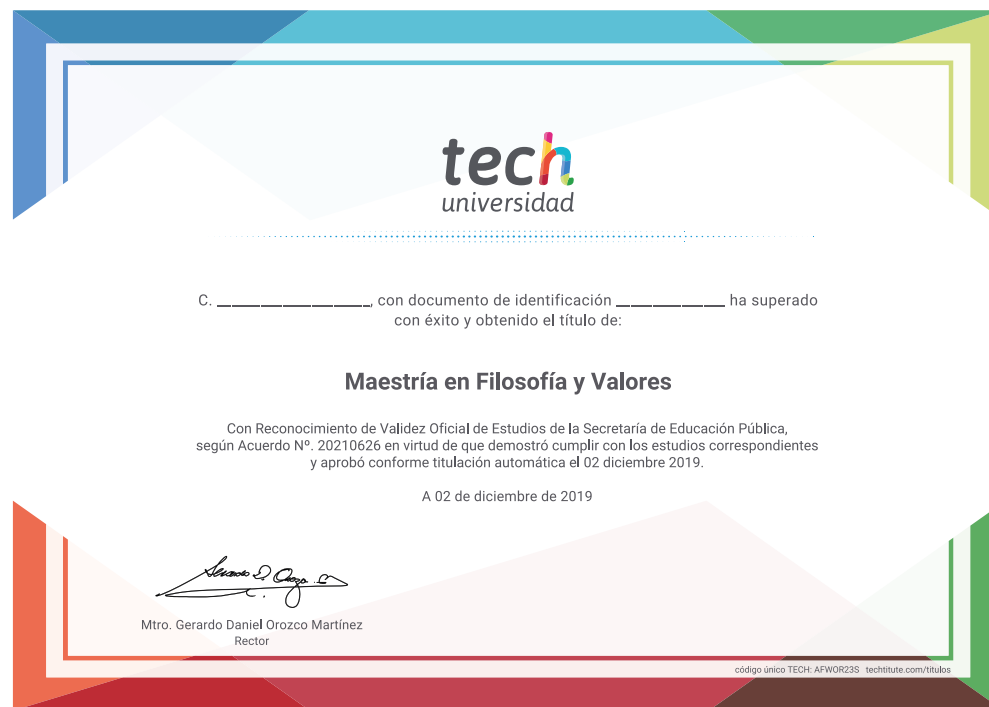 tech
universidad
C. ____________________, con documento de identificación ______________ ha superado
con éxito y obtenido el título de:
Maestría en Filosofía y Valores
Con Reconocimiento de Validez Oficial de Estudios de la Secretaría de Educación Pública,
según Acuerdo Nº. 20210626 en virtud de que demostró cumplir con los estudios correspondientes
y aprobó conforme titulación automática el 02 diciembre 2019.
A 02 de diciembre de 2019
Mtro. Gerardo Daniel Orozco Martínez
Rector
código único TECH: AFWOR23S techtitute.com/titulos